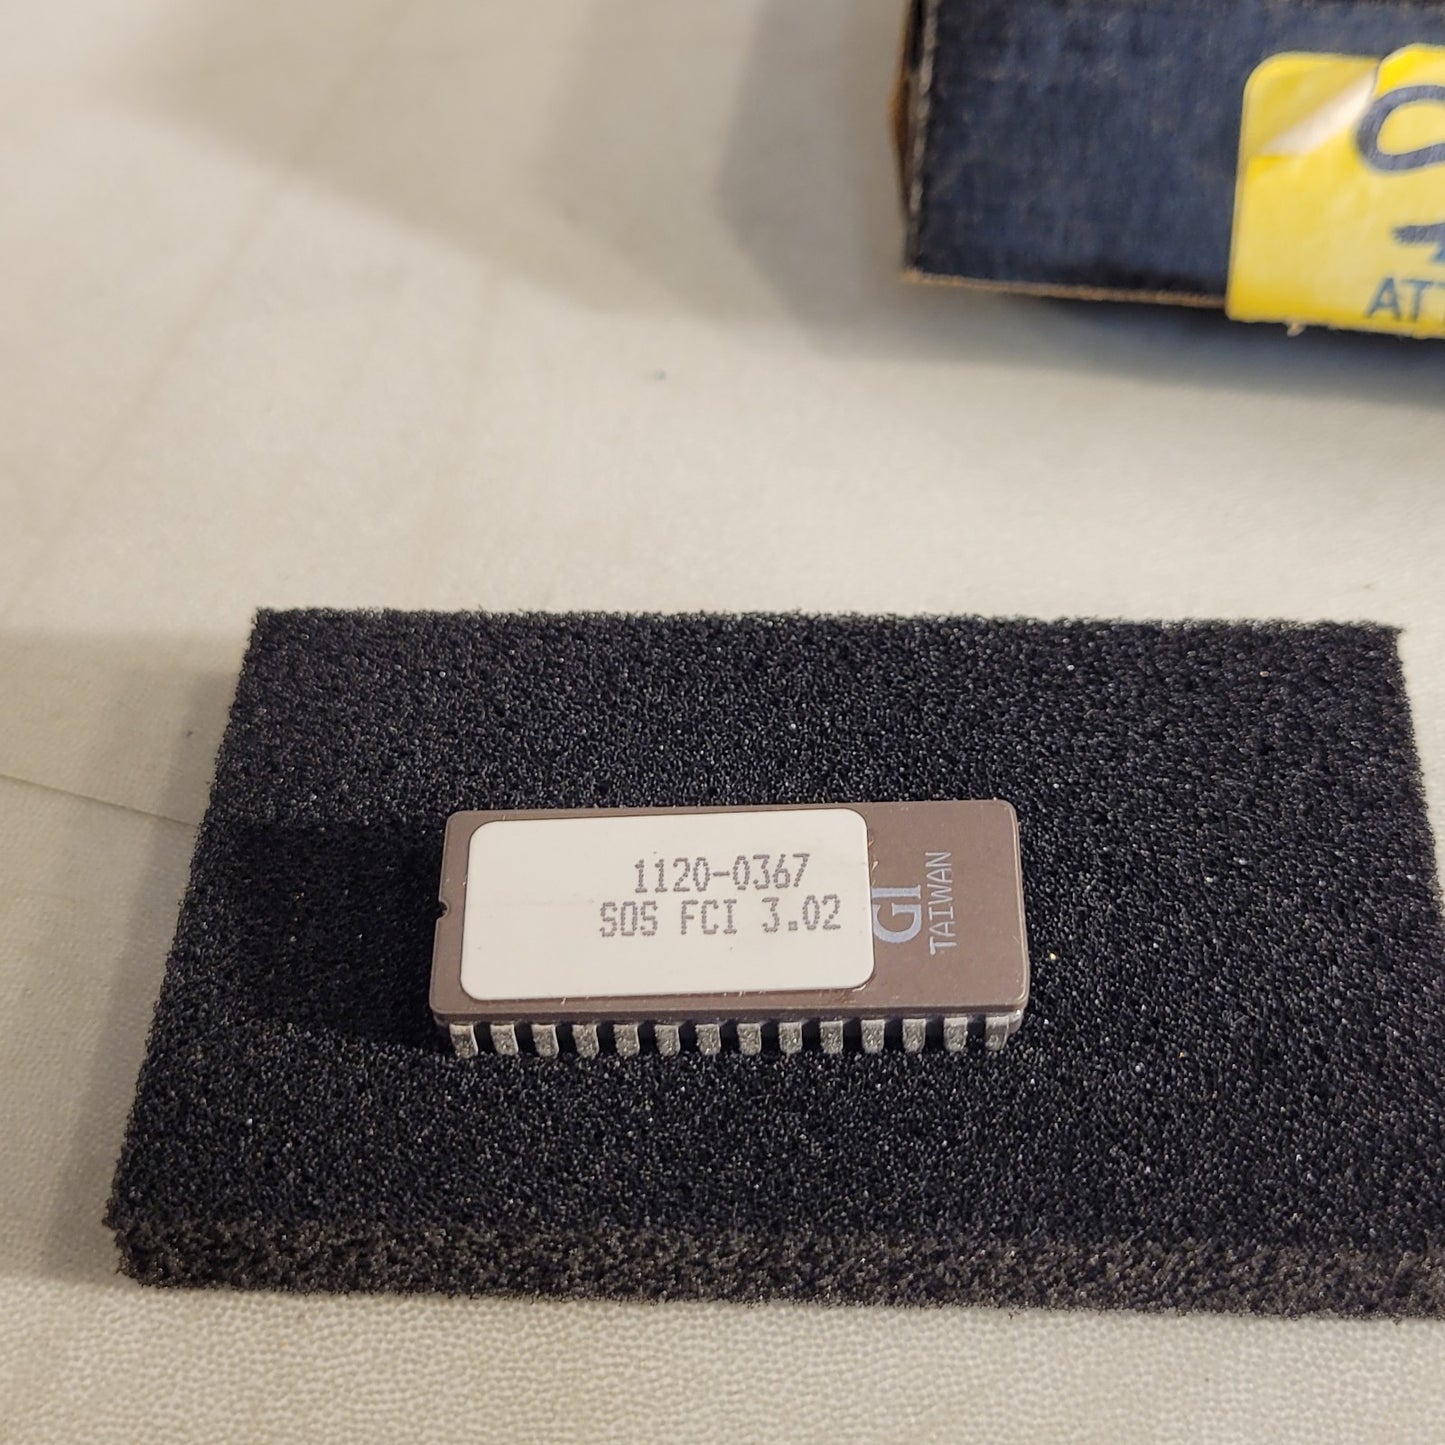 ATT
1120-0367
SOS FCI 3.02
GI
TAIWAN